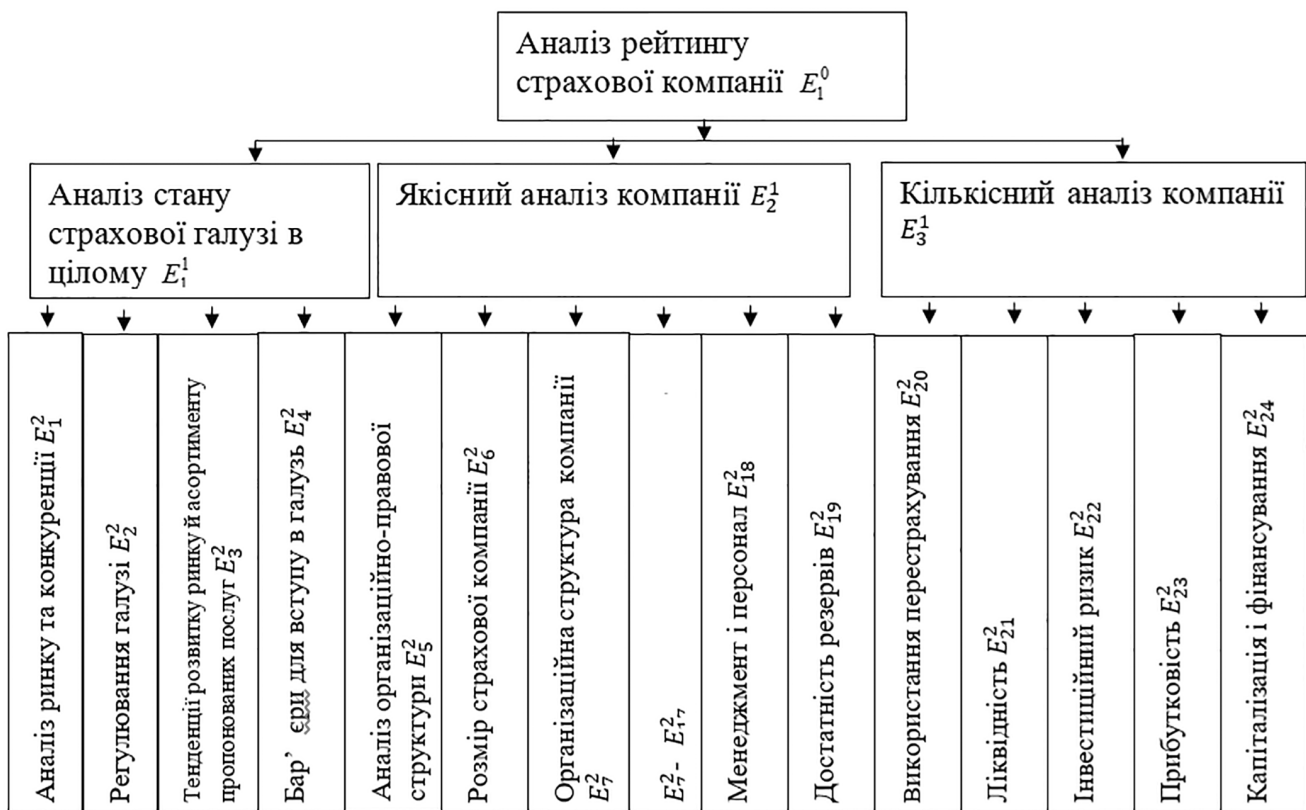 Аналіз рейтингу
страхової компанії E₁⁰
Аналіз стану
страхової галузі в
цілому E₁¹
Якісний аналіз компанії E₂¹
Кількісний аналіз компанії
E₃¹
Аналіз ринку та конкуренції E₁²
Регулювання галузі E₂²
Тенденції розвитку ринку й асортименту
пропонованих послуг E₃²
Бар’ єри для вступу в галузь E₄²
Аналіз організаційно-правової
структури E₅²
Розмір страхової компанії E₆²
Організаційна структура компанії
E₇²
E₇²- E₁₇²
Менеджмент і персонал E₁₈²
Достатність резервів E₁₉²
Використання перестрахування E₂₀²
Ліквідність E₂₁²
Інвестиційний ризик E₂₂²
Прибутковість E₂₃²
Капіталізація і фінансування E₂₄²